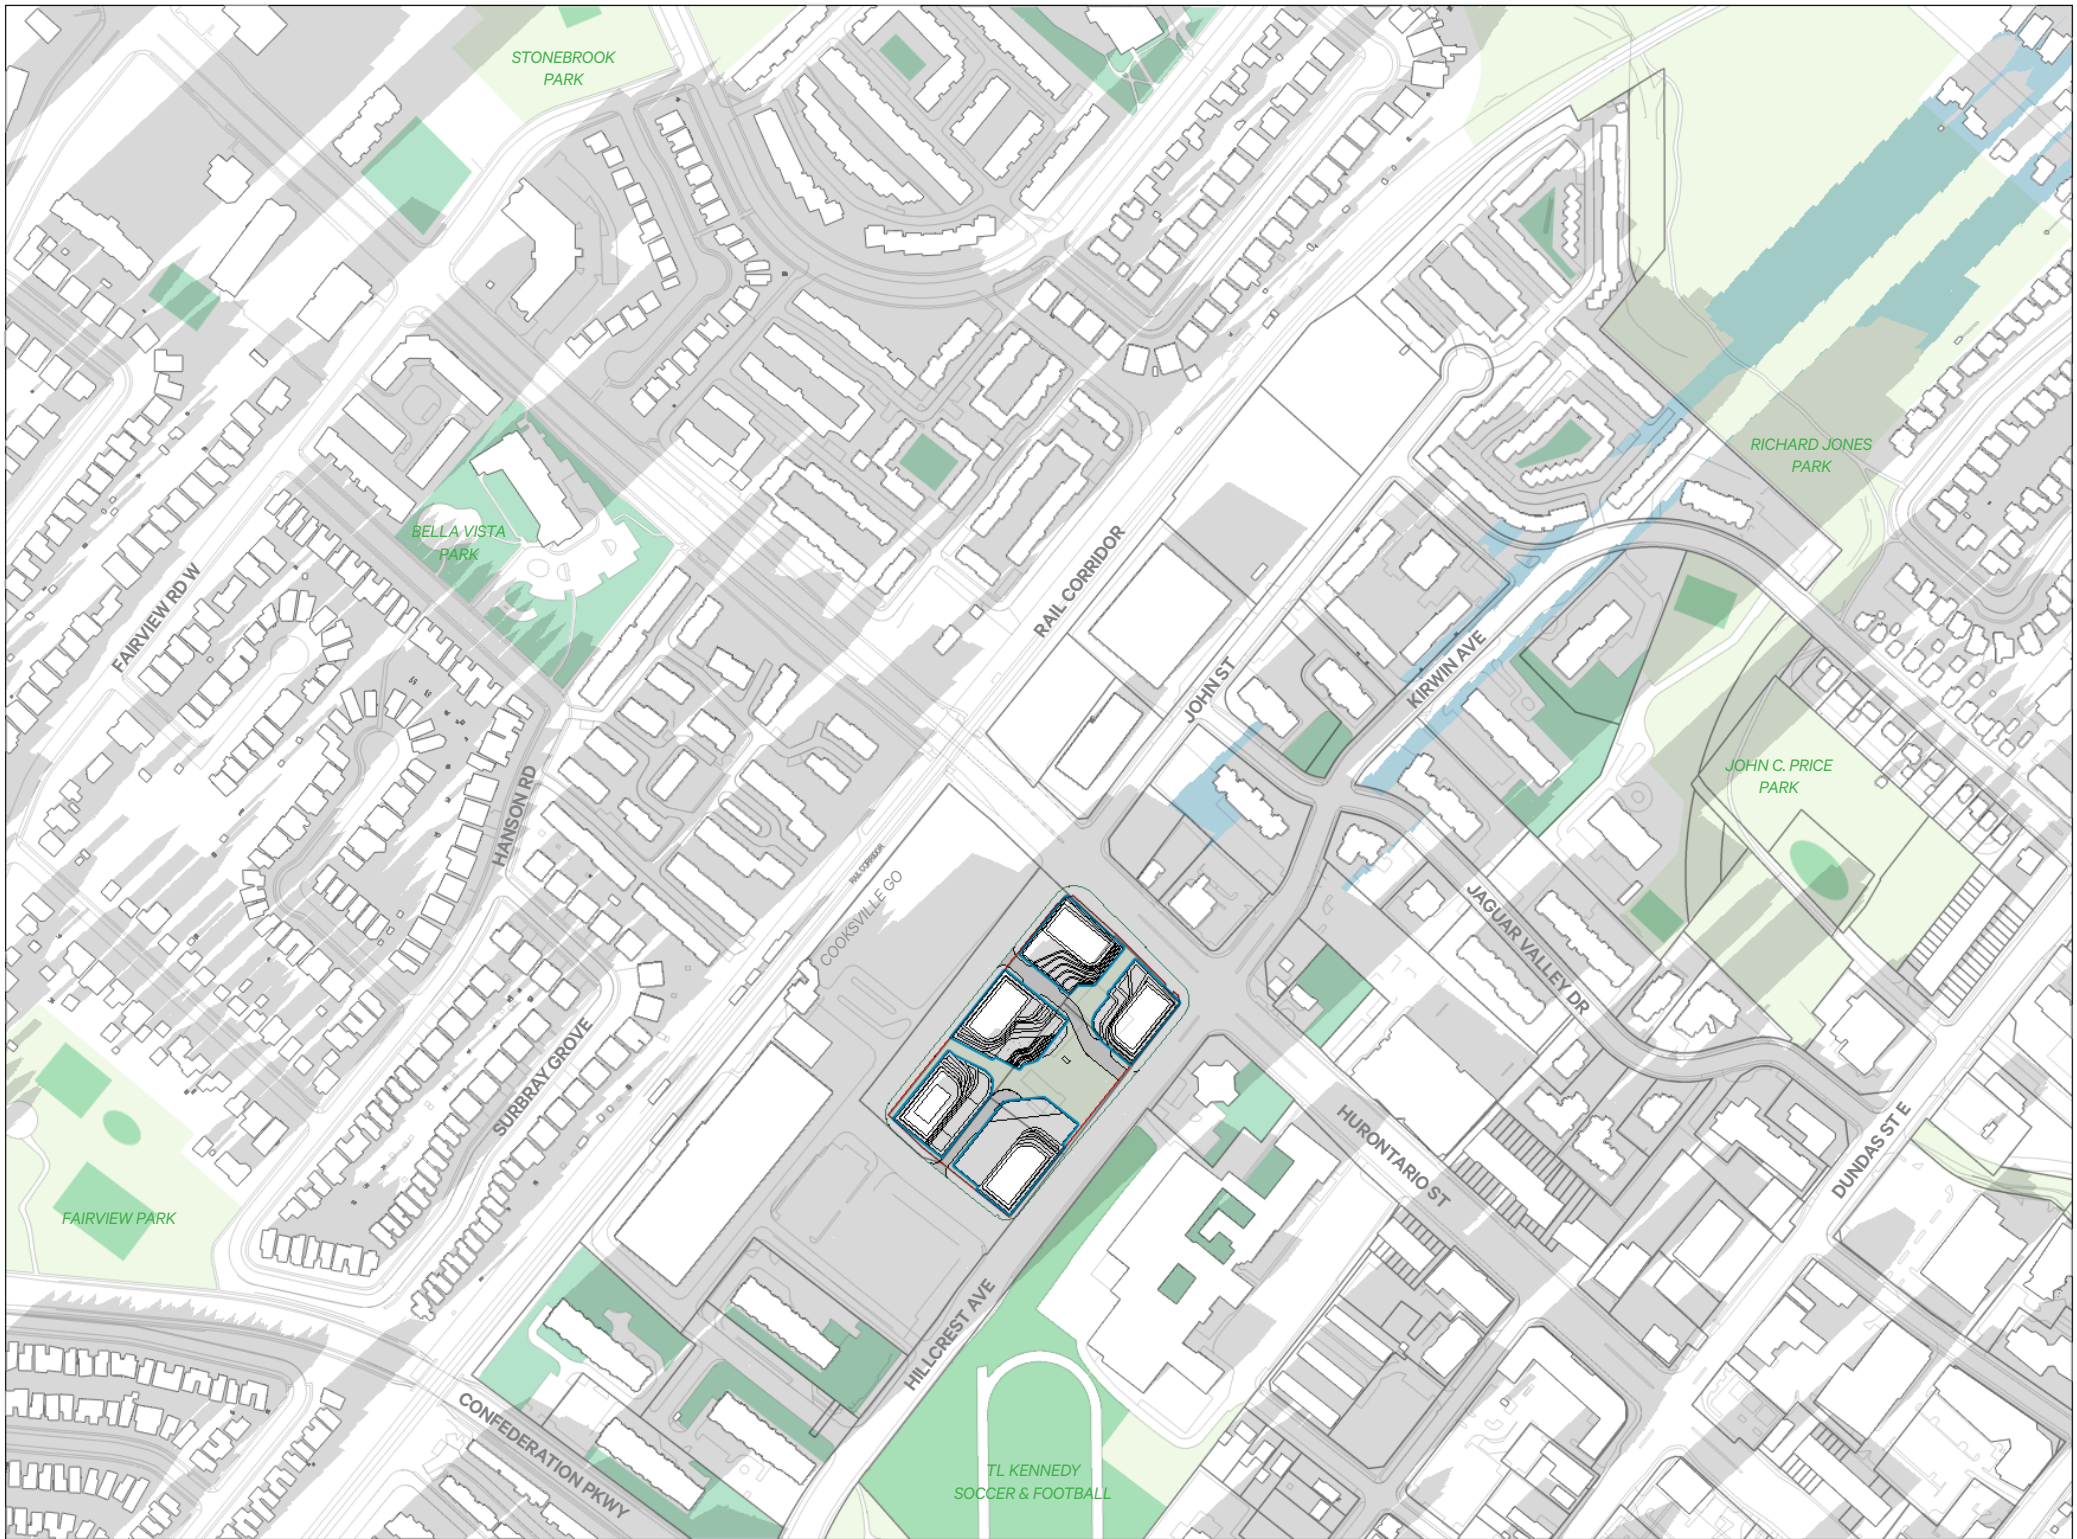 STONEBROOK
PARK
RICHARD JONES
PARK
BELLA VISTA
PARK
FAIRVIEW RD W
RAIL CORRIDOR
JOHN ST
KIRWIN AVE
JOHN C. PRICE
PARK
HANSON RD
RAIL CORRIDOR
COOKSVILLE GO
JAGUAR VALLEY DR
SURBRAY GROVE
HURONTARIO ST
DUNDAS ST E
FAIRVIEW PARK
HILLCREST AVE
CONFEDERATION PKWY
TL KENNEDY
SOCCER & FOOTBALL